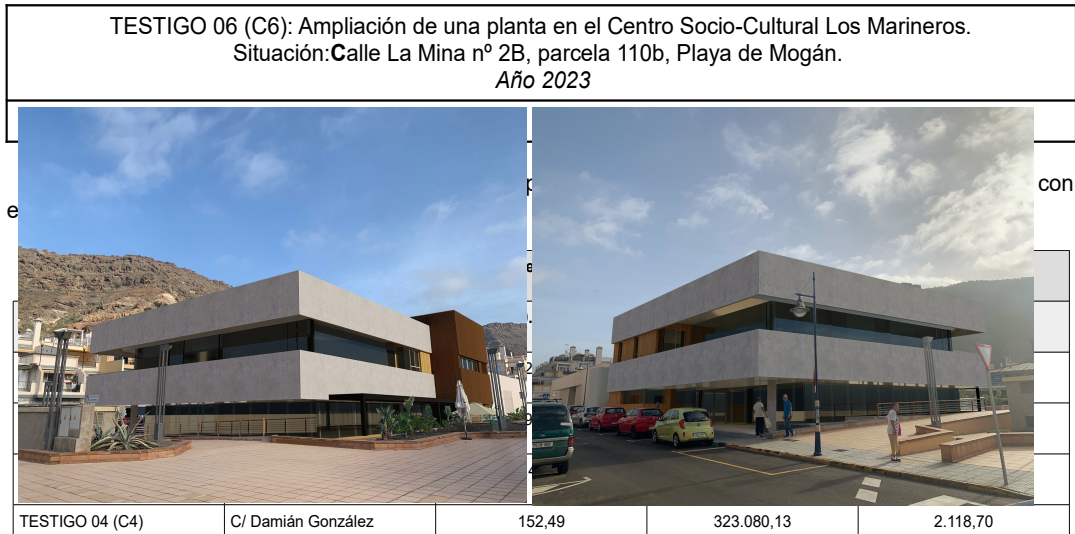 TESTIGO 06 (C6): Ampliación de una planta en el Centro Socio-Cultural Los Marineros.
Situación:Calle La Mina nº 2B, parcela 110b, Playa de Mogán.
Año 2023
con
TESTIGO 04 (C4) C/ Damián González 152,49 323.080,13 2.118,70